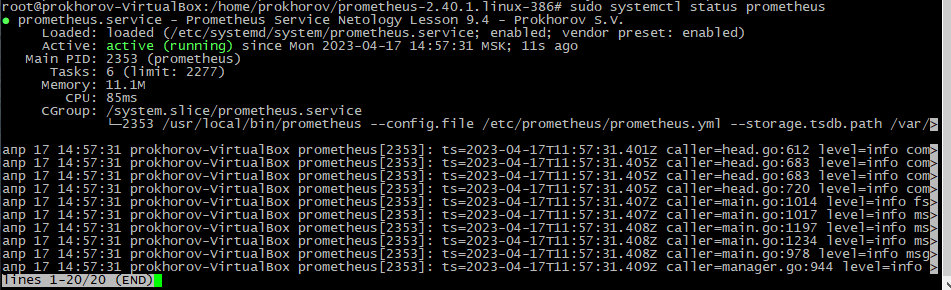 root@prokhorov-VirtualBox:/home/prokhorov/prometheus-2.40.1.linux-386# sudo systemctl status prometheus
● prometheus.service - Prometheus Service Netology Lesson 9.4 - Prokhorov S.V.
Loaded: loaded (/etc/systemd/system/prometheus.service; enabled; vendor preset: enabled)
Active: active (running) since Mon 2023-04-17 14:57:31 MSK; 11s ago
Main PID: 2353 (prometheus)
Tasks: 6 (limit: 2277)
Memory: 11.1M
CPU: 85ms
CGroup: /system.slice/prometheus.service
└─2353 /usr/local/bin/prometheus --config.file /etc/prometheus/prometheus.yml --storage.tsdb.path /var/>
апр 17 14:57:31 prokhorov-VirtualBox prometheus[2353]: ts=2023-04-17T11:57:31.401Z caller=head.go:612 level=info com>
апр 17 14:57:31 prokhorov-VirtualBox prometheus[2353]: ts=2023-04-17T11:57:31.405Z caller=head.go:683 level=info com>
апр 17 14:57:31 prokhorov-VirtualBox prometheus[2353]: ts=2023-04-17T11:57:31.405Z caller=head.go:683 level=info com>
апр 17 14:57:31 prokhorov-VirtualBox prometheus[2353]: ts=2023-04-17T11:57:31.405Z caller=head.go:720 level=info com>
апр 17 14:57:31 prokhorov-VirtualBox prometheus[2353]: ts=2023-04-17T11:57:31.407Z caller=main.go:1014 level=info fs>
апр 17 14:57:31 prokhorov-VirtualBox prometheus[2353]: ts=2023-04-17T11:57:31.407Z caller=main.go:1017 level=info ms>
апр 17 14:57:31 prokhorov-VirtualBox prometheus[2353]: ts=2023-04-17T11:57:31.408Z caller=main.go:1197 level=info ms>
апр 17 14:57:31 prokhorov-VirtualBox prometheus[2353]: ts=2023-04-17T11:57:31.408Z caller=main.go:1234 level=info ms>
апр 17 14:57:31 prokhorov-VirtualBox prometheus[2353]: ts=2023-04-17T11:57:31.408Z caller=main.go:978 level=info msg>
апр 17 14:57:31 prokhorov-VirtualBox prometheus[2353]: ts=2023-04-17T11:57:31.409Z caller=manager.go:944 level=info >
lines 1-20/20 (END)